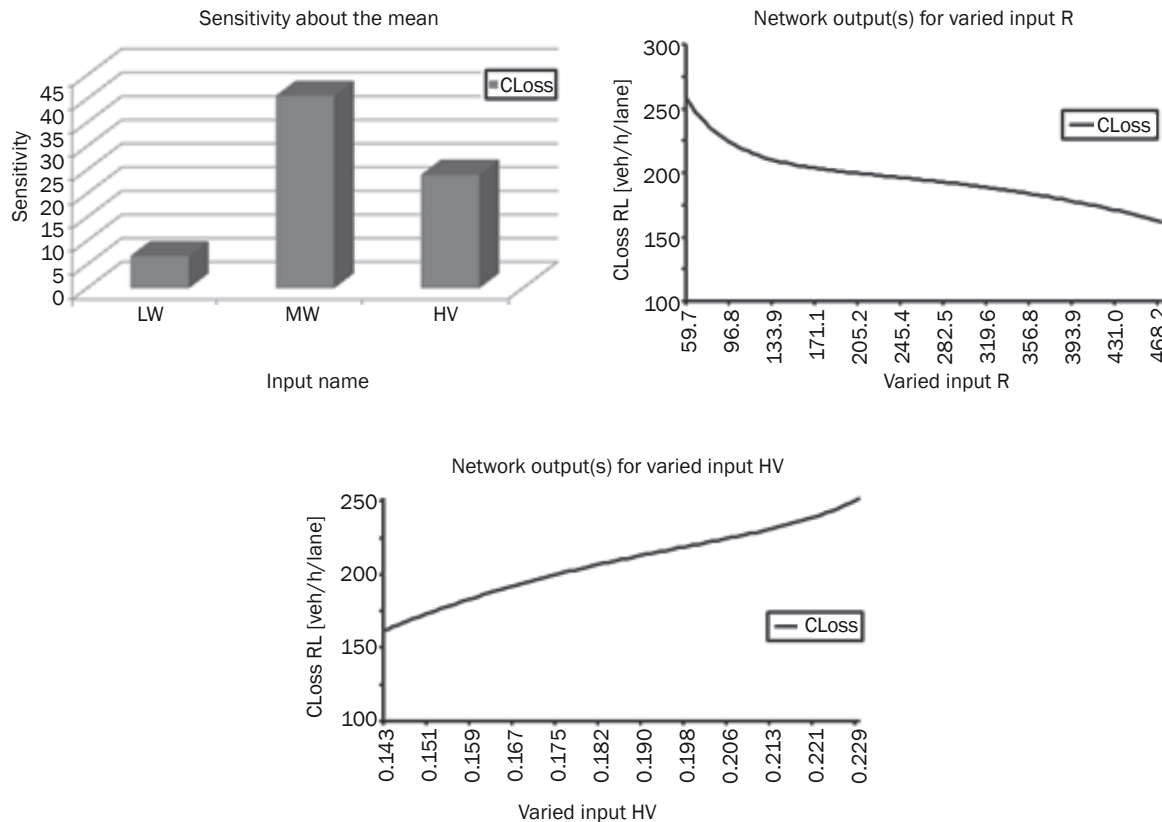 Sensitivity about the mean
Sensitivity
45
40
35
30
25
20
15
10
5
0
CLoss
LW MW HV
Input name
Network output(s) for varied input R
CLoss RL [veh/h/lane]
300
250
200
150
100
CLoss
59.7 96.8 133.9 171.1 205.2 245.4 282.5 319.6 356.8 393.9 431.0 468.2
Varied input R
Network output(s) for varied input HV
CLoss RL [veh/h/lane]
250
200
150
100
CLoss
0.143 0.151 0.159 0.167 0.175 0.182 0.190 0.198 0.206 0.213 0.221 0.229
Varied input HV